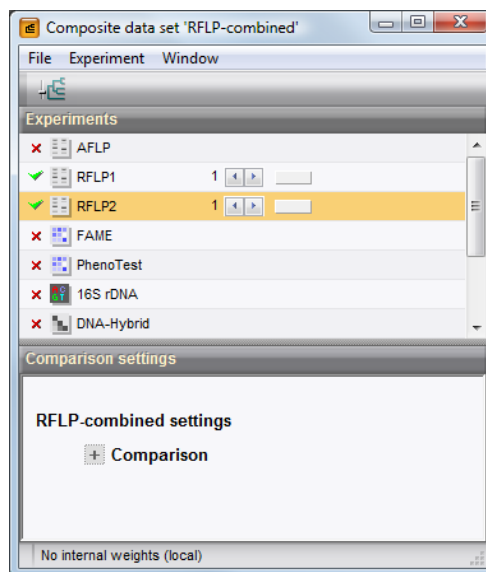 Composite data set 'RFLP-combined'
File Experiment Window
Experiments
AFLP
RFLP1 1
RFLP2 1
FAME
PhenoTest
16S rDNA
DNA-Hybrid
Comparison settings
RFLP-combined settings
+ Comparison
No internal weights (local)